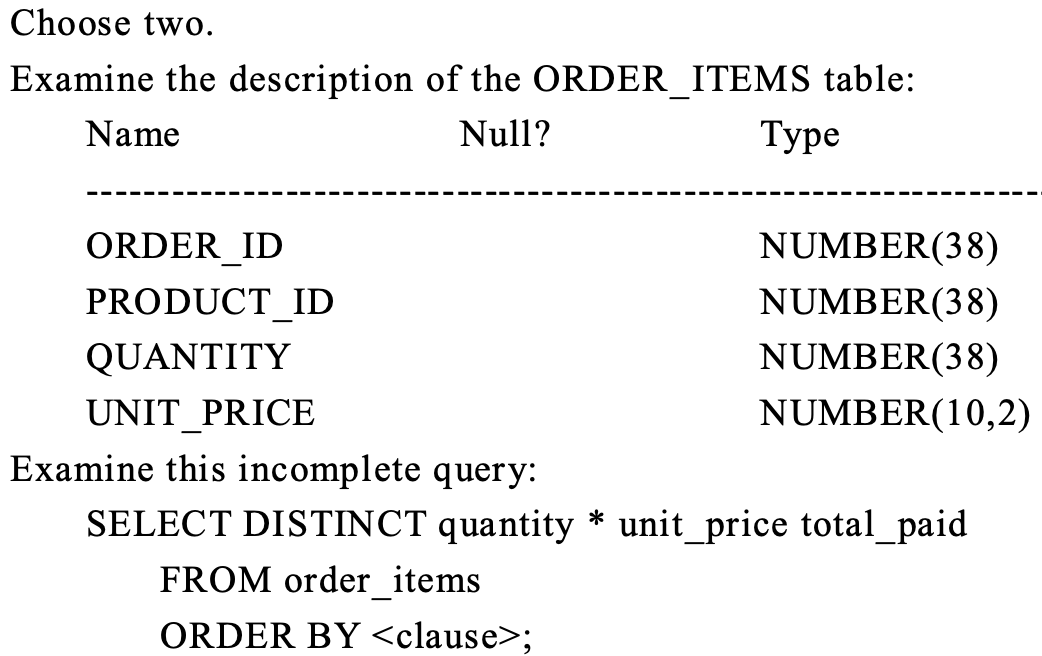 Choose two.
Examine the description of the ORDER_ITEMS table:
Name Null? Type
-------------------------------------------------------------------
ORDER_ID NUMBER(38)
PRODUCT_ID NUMBER(38)
QUANTITY NUMBER(38)
UNIT_PRICE NUMBER(10,2)
Examine this incomplete query:
SELECT DISTINCT quantity * unit_price total_paid
FROM order_items
ORDER BY <clause>;